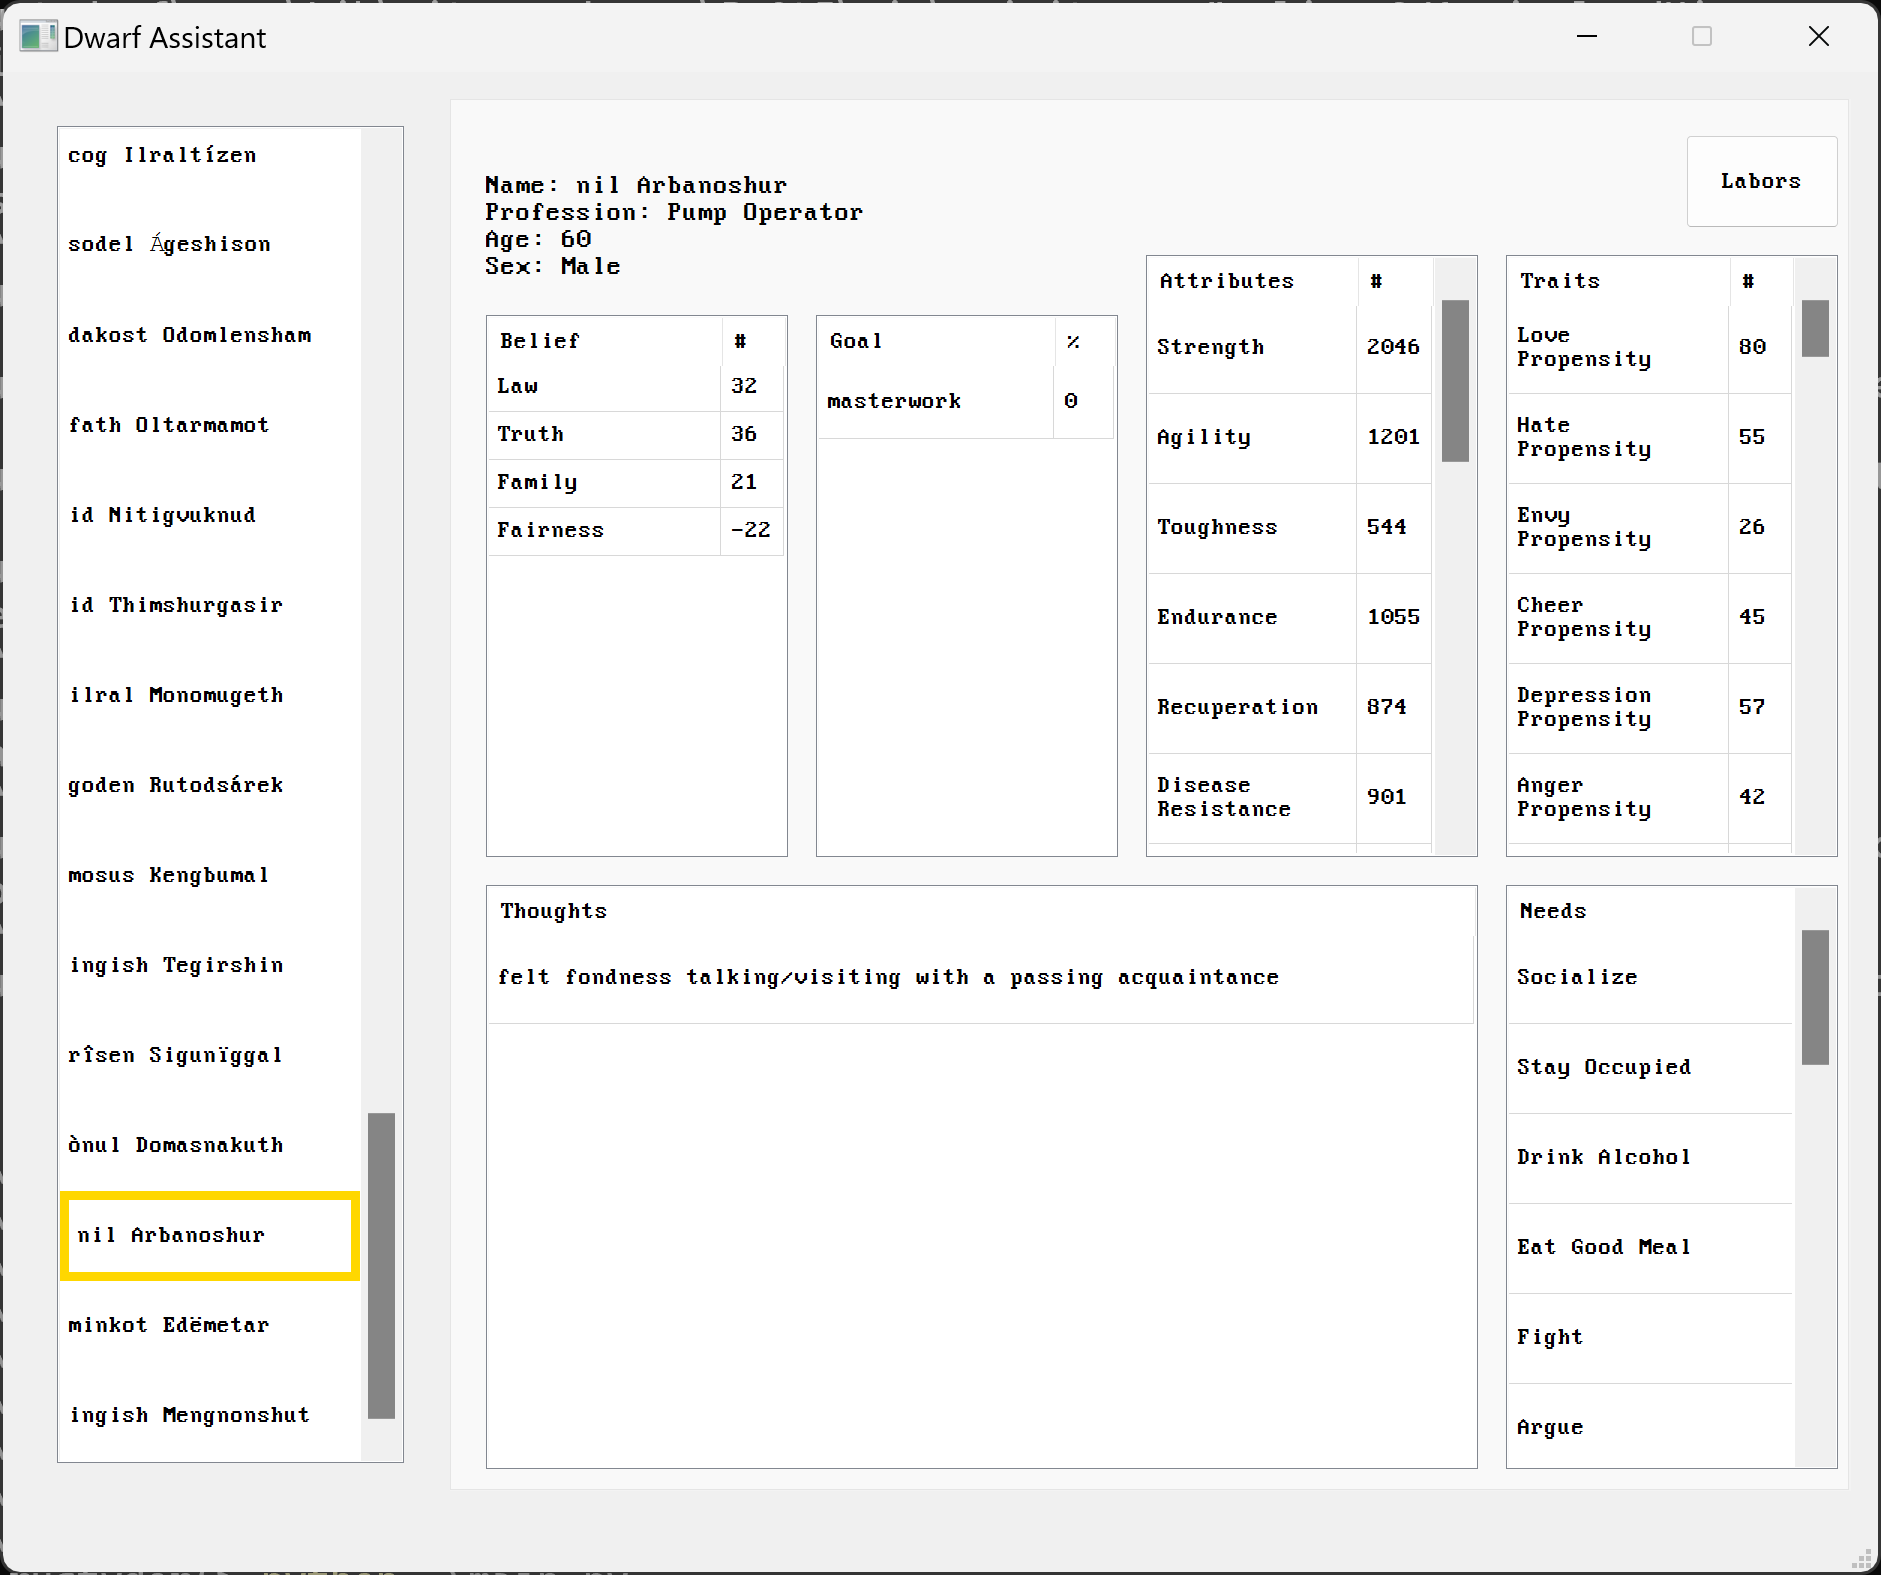 Dwarf Assistant
cog Ilraltízen
sodel Ágeshison
dakost Odomlensham
fath Oltarmamot
id Nitigvuknud
id Thimshurgasir
ilral Monomugeth
goden Rutodsárek
mosus Kengbumal
ingish Tegirshin
rîsen Sigunïggal
ònul Domasnakuth
nil Arbanoshur
minkot Edëmetar
ingish Mengnonshut
Name: nil Arbanoshur
Profession: Pump Operator
Age: 60
Sex: Male
Labors
Belief #
Law 32
Truth 36
Family 21
Fairness -22
Goal %
masterwork 0
Attributes #
Strength 2046
Agility 1201
Toughness 544
Endurance 1055
Recuperation 874
Disease
Resistance 901
Traits #
Love
Propensity 80
Hate
Propensity 55
Envy
Propensity 26
Cheer
Propensity 45
Depression
Propensity 57
Anger
Propensity 42
Thoughts
felt fondness talking/visiting with a passing acquaintance
Needs
Socialize
Stay Occupied
Drink Alcohol
Eat Good Meal
Fight
Argue